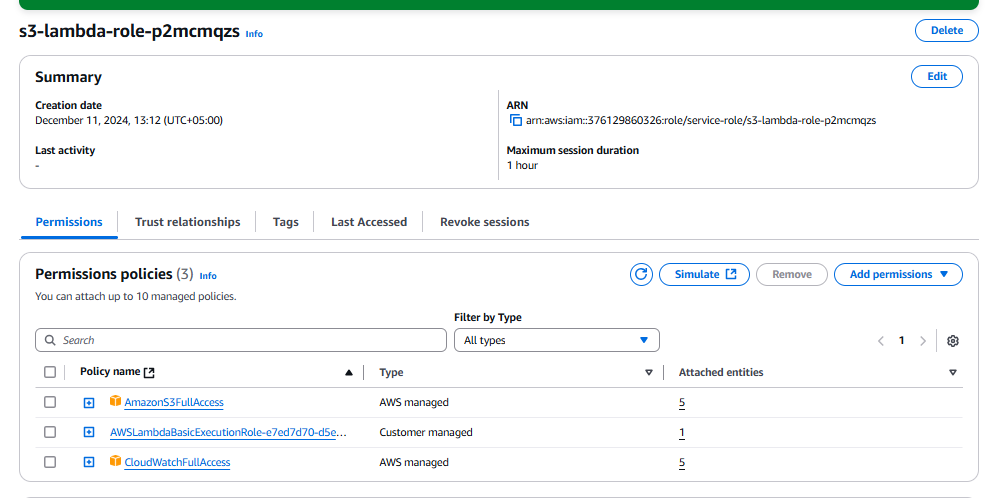 s3-lambda-role-p2mcmqzs Info
Delete
Summary
Edit
Creation date
December 11, 2024, 13:12 (UTC+05:00)
ARN
arn:aws:iam::376129860326:role/service-role/s3-lambda-role-p2mcmqzs
Last activity
-
Maximum session duration
1 hour
Permissions
Trust relationships
Tags
Last Accessed
Revoke sessions
Permissions policies (3) Info
Simulate
Remove
Add permissions
You can attach up to 10 managed policies.
Filter by Type
Search
All types
1
Policy name
Type
Attached entities
AmazonS3FullAccess
AWS managed
5
AWSLambdaBasicExecutionRole-e7ed7d70-d5e...
Customer managed
1
CloudWatchFullAccess
AWS managed
5